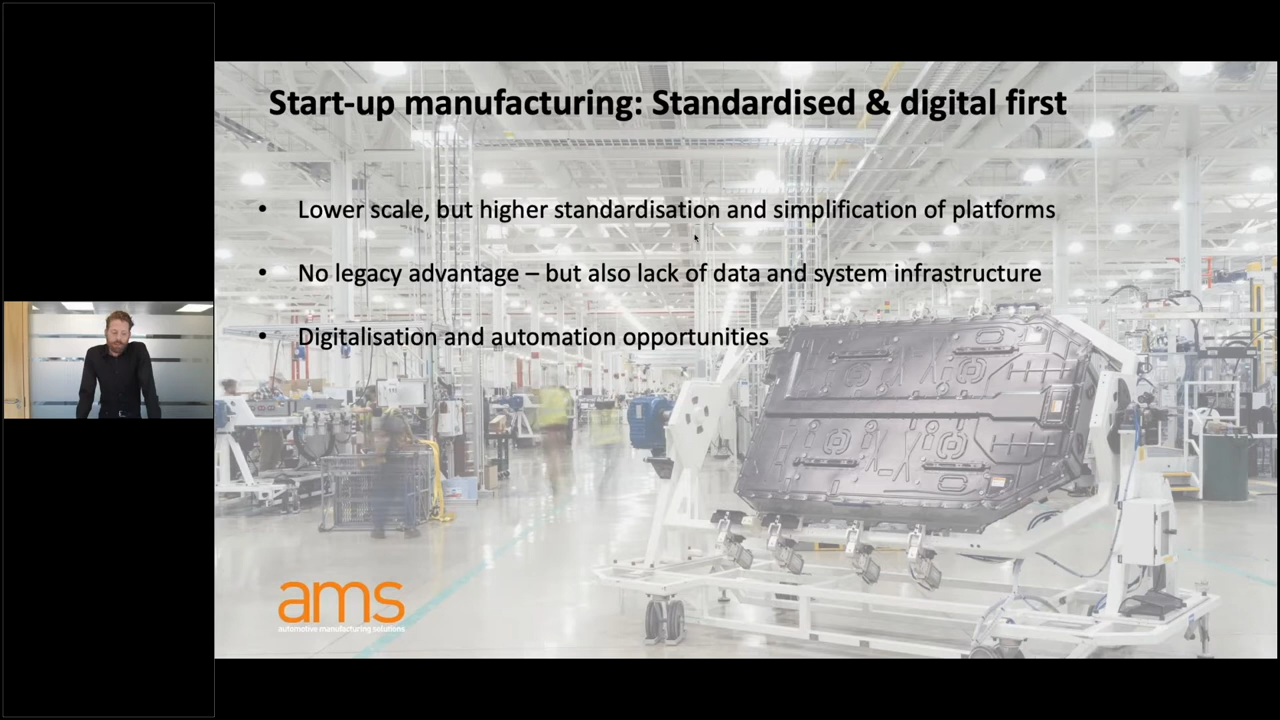 Start-up manufacturing: Standardised & digital first
• Lower scale, but higher standardisation and simplification of platforms
• No legacy advantage – but also lack of data and system infrastructure
• Digitalisation and automation opportunities
ams
automotive manufacturing solutions